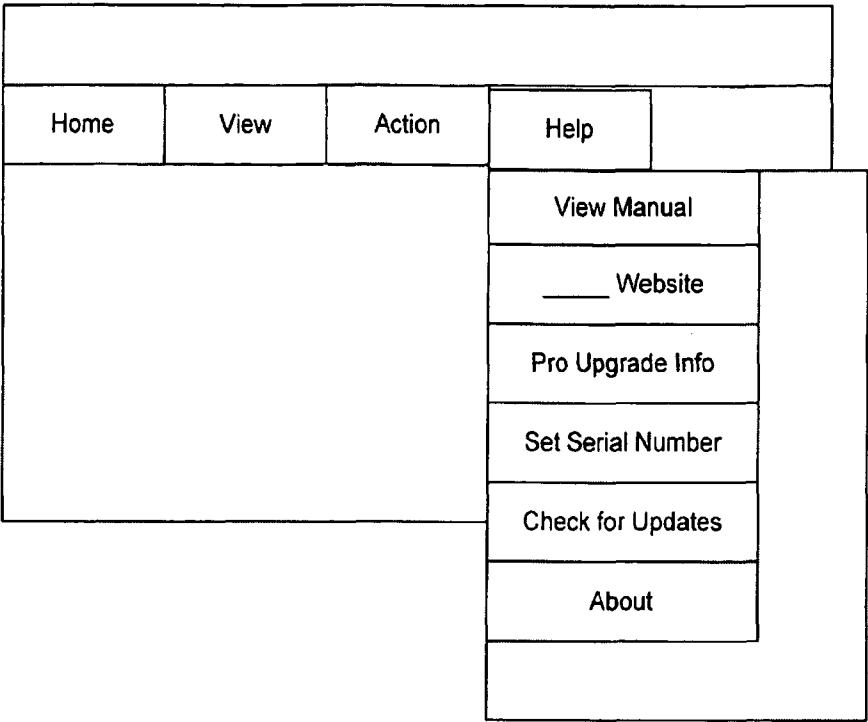 Home View Action Help
View Manual
_____ Website
Pro Upgrade Info
Set Serial Number
Check for Updates
About